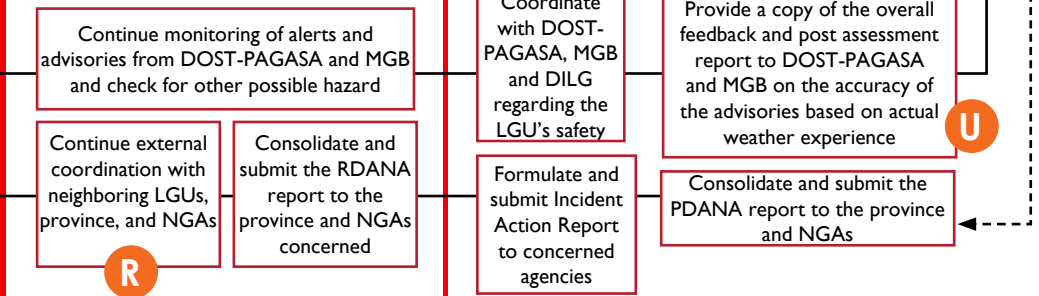 Continue monitoring of alerts and
advisories from DOST-PAGASA and MGB
and check for other possible hazard
Coordinate
with DOST-
PAGASA, MGB
and DILG
regarding the
LGU's safety
Provide a copy of the overall
feedback and post assessment
report to DOST-PAGASA
and MGB on the accuracy of
the advisories based on actual
weather experience
U
Continue external
coordination with
neighboring LGUs,
province, and NGAs
R
Consolidate and
submit the RDANA
report to the
province and NGAs
concerned
Formulate and
submit Incident
Action Report
to concerned
agencies
Consolidate and submit the
PDANA report to the province
and NGAs